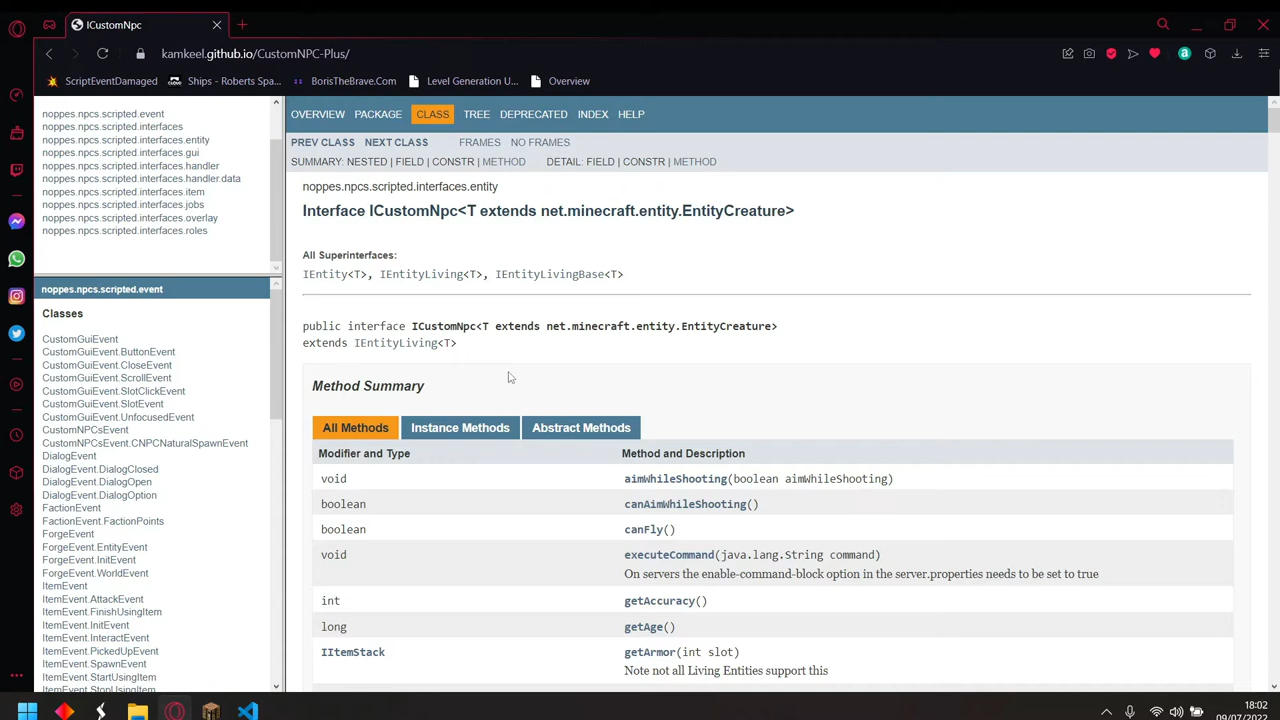 ICustomNpc
kamkeel.github.io/CustomNPC-Plus/
ScriptEventDamaged
Ships - Roberts Spa...
BorisTheBrave.Com
Level Generation U...
Overview
noppes.npcs.scripted.event
noppes.npcs.scripted.interfaces
noppes.npcs.scripted.interfaces.entity
noppes.npcs.scripted.interfaces.gui
noppes.npcs.scripted.interfaces.handler
noppes.npcs.scripted.interfaces.handler.data
noppes.npcs.scripted.interfaces.item
noppes.npcs.scripted.interfaces.jobs
noppes.npcs.scripted.interfaces.overlay
noppes.npcs.scripted.interfaces.roles
noppes.npcs.scripted.event
Classes
CustomGuiEvent
CustomGuiEvent.ButtonEvent
CustomGuiEvent.CloseEvent
CustomGuiEvent.ScrollEvent
CustomGuiEvent.SlotClickEvent
CustomGuiEvent.SlotEvent
CustomGuiEvent.UnfocusedEvent
CustomNPCsEvent
CustomNPCsEvent.CNPCNaturalSpawnEvent
DialogEvent
DialogEvent.DialogClosed
DialogEvent.DialogOpen
DialogEvent.DialogOption
FactionEvent
FactionEvent.FactionPoints
ForgeEvent
ForgeEvent.EntityEvent
ForgeEvent.InitEvent
ForgeEvent.WorldEvent
ItemEvent
ItemEvent.AttackEvent
ItemEvent.FinishUsingItem
ItemEvent.InitEvent
ItemEvent.InteractEvent
ItemEvent.PickedUpEvent
ItemEvent.SpawnEvent
ItemEvent.StartUsingItem
ItemEvent.StopUsingItem
OVERVIEW PACKAGE CLASS TREE DEPRECATED INDEX HELP
PREV CLASS NEXT CLASS FRAMES NO FRAMES
SUMMARY: NESTED | FIELD | CONSTR | METHOD DETAIL: FIELD | CONSTR | METHOD
noppes.npcs.scripted.interfaces.entity
Interface ICustomNpc<T extends net.minecraft.entity.EntityCreature>
All Superinterfaces:
IEntity<T>, IEntityLiving<T>, IEntityLivingBase<T>
public interface ICustomNpc<T extends net.minecraft.entity.EntityCreature>
extends IEntityLiving<T>
Method Summary
All Methods Instance Methods Abstract Methods
Modifier and Type Method and Description
void aimWhileShooting(boolean aimWhileShooting)
boolean canAimWhileShooting()
boolean canFly()
void executeCommand(java.lang.String command)
On servers the enable-command-block option in the server.properties needs to be set to true
int getAccuracy()
long getAge()
IItemStack getArmor(int slot)
Note not all Living Entities support this
18:02
09/07/2022